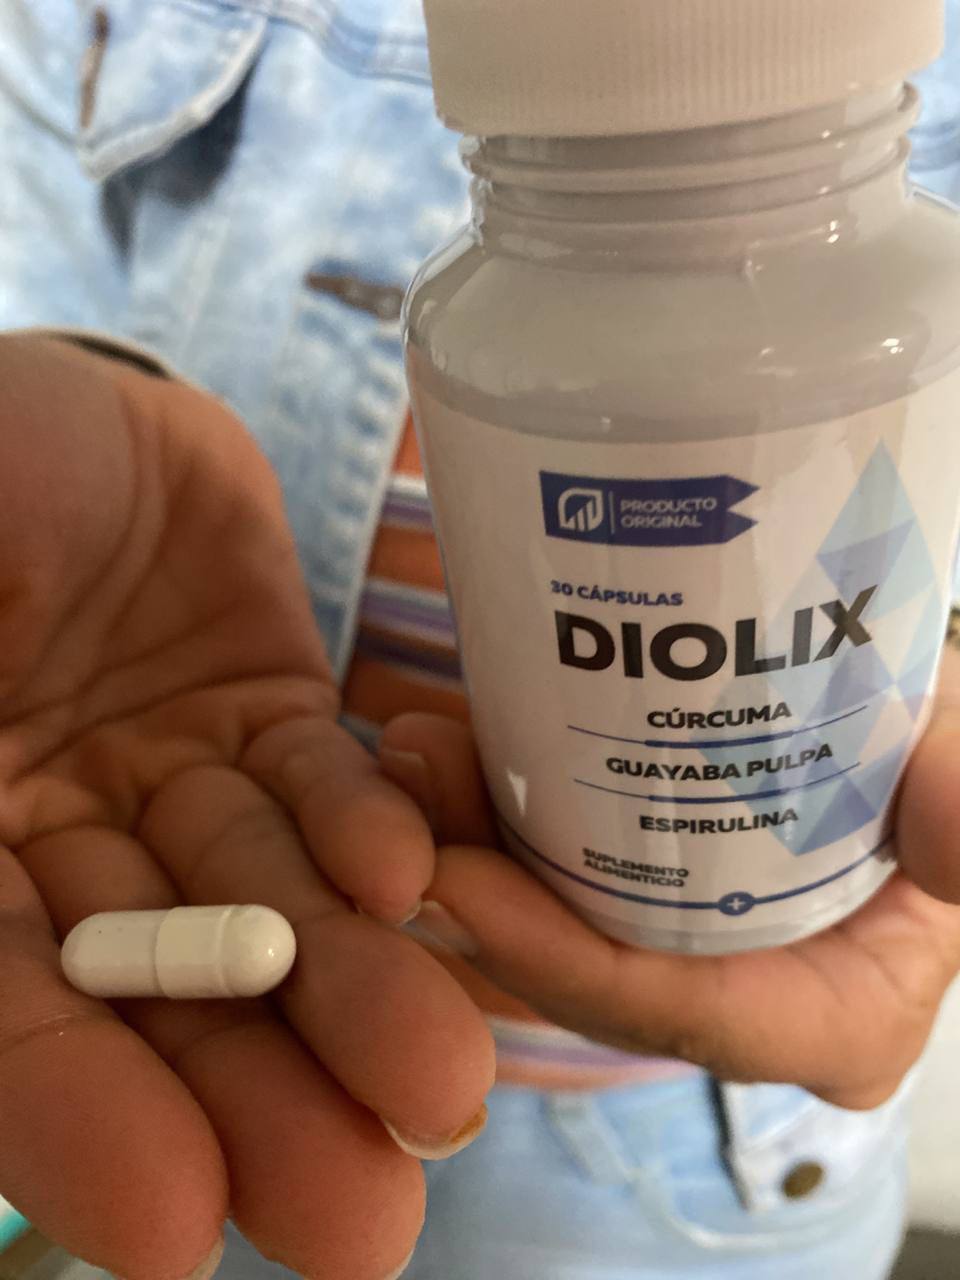 PRODUCTO
ORIGINAL
30 CÁPSULAS
DIOLIX
CÚRCUMA
GUAYABA PULPA
ESPIRULINA
SUPLEMENTO
ALIMENTICIO